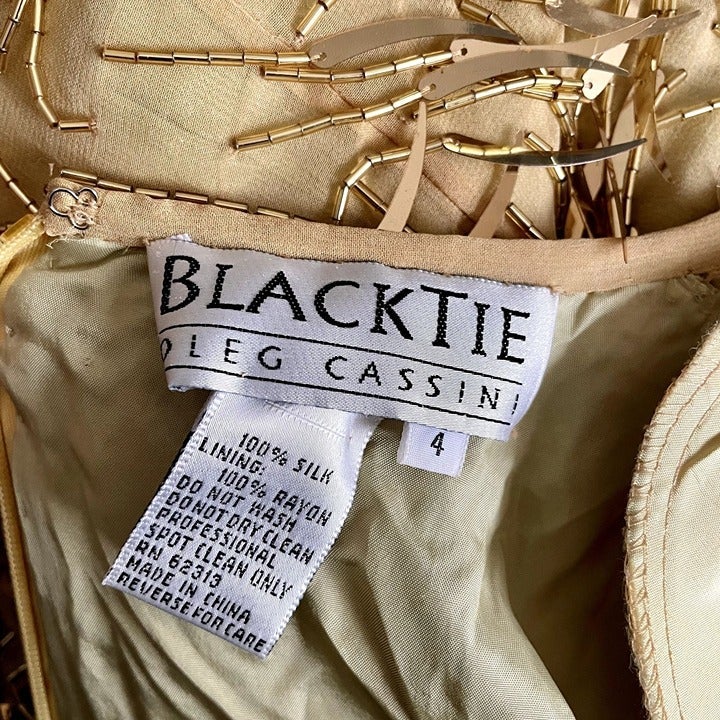 BLACKTIE
OLEG CASSINI
4
100% SILK
LINING:
100% RAYON
DO NOT WASH
DO NOT DRY CLEAN
PROFESSIONAL
SPOT CLEAN ONLY
RN 62313
MADE IN CHINA
REVERSE FOR CARE